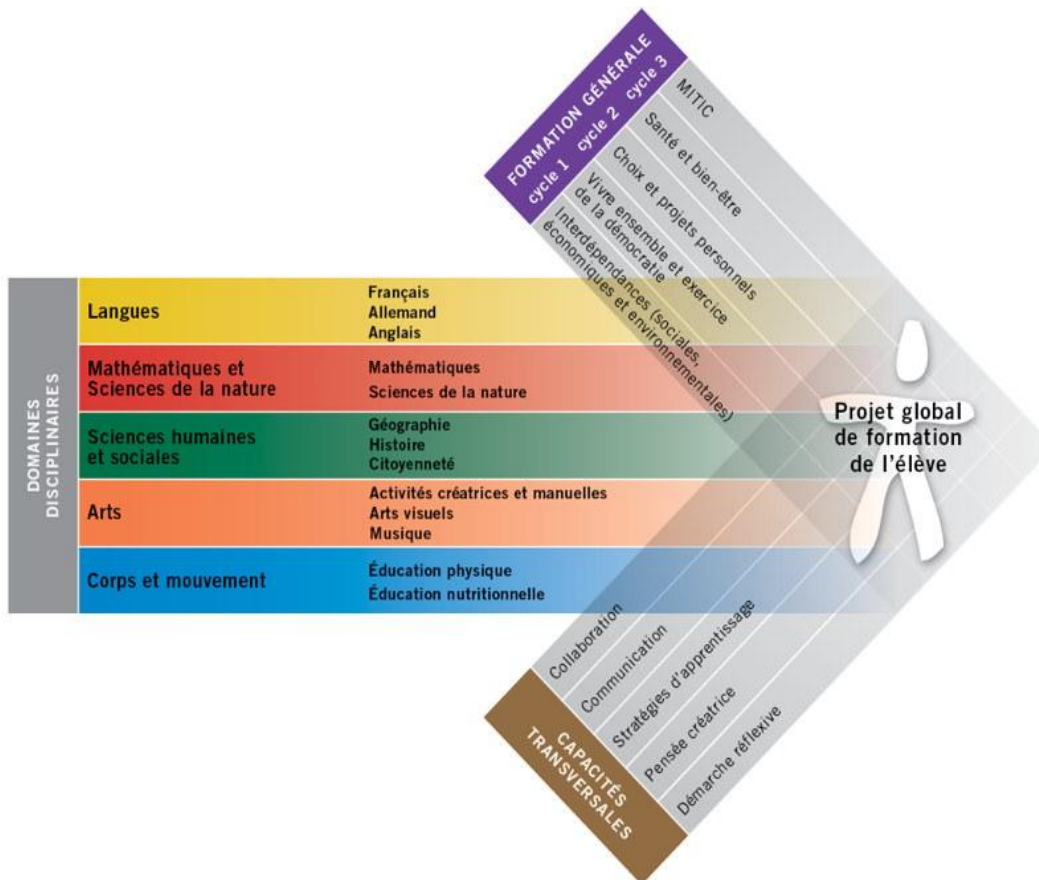 FORMATION GÉNÉRALE
cycle 1 cycle 2 cycle 3
MITIC
Santé et bien-être
Choix et projets personnels
Vivre ensemble et exercice
de la démocratie
Interdépendances (sociales,
économiques et environnementales)
DOMAINES
DISCIPLINAIRES
Langues
Français
Allemand
Anglais
Mathématiques et
Sciences de la nature
Mathématiques
Sciences de la nature
Sciences humaines
et sociales
Géographie
Histoire
Citoyenneté
Arts
Activités créatrices et manuelles
Arts visuels
Musique
Corps et mouvement
Éducation physique
Éducation nutritionnelle
Projet global
de formation
de l'élève
Collaboration
Communication
Stratégies d'apprentissage
Pensée créatrice
Démarche réflexive
CAPACITÉS
TRANSVERSALES